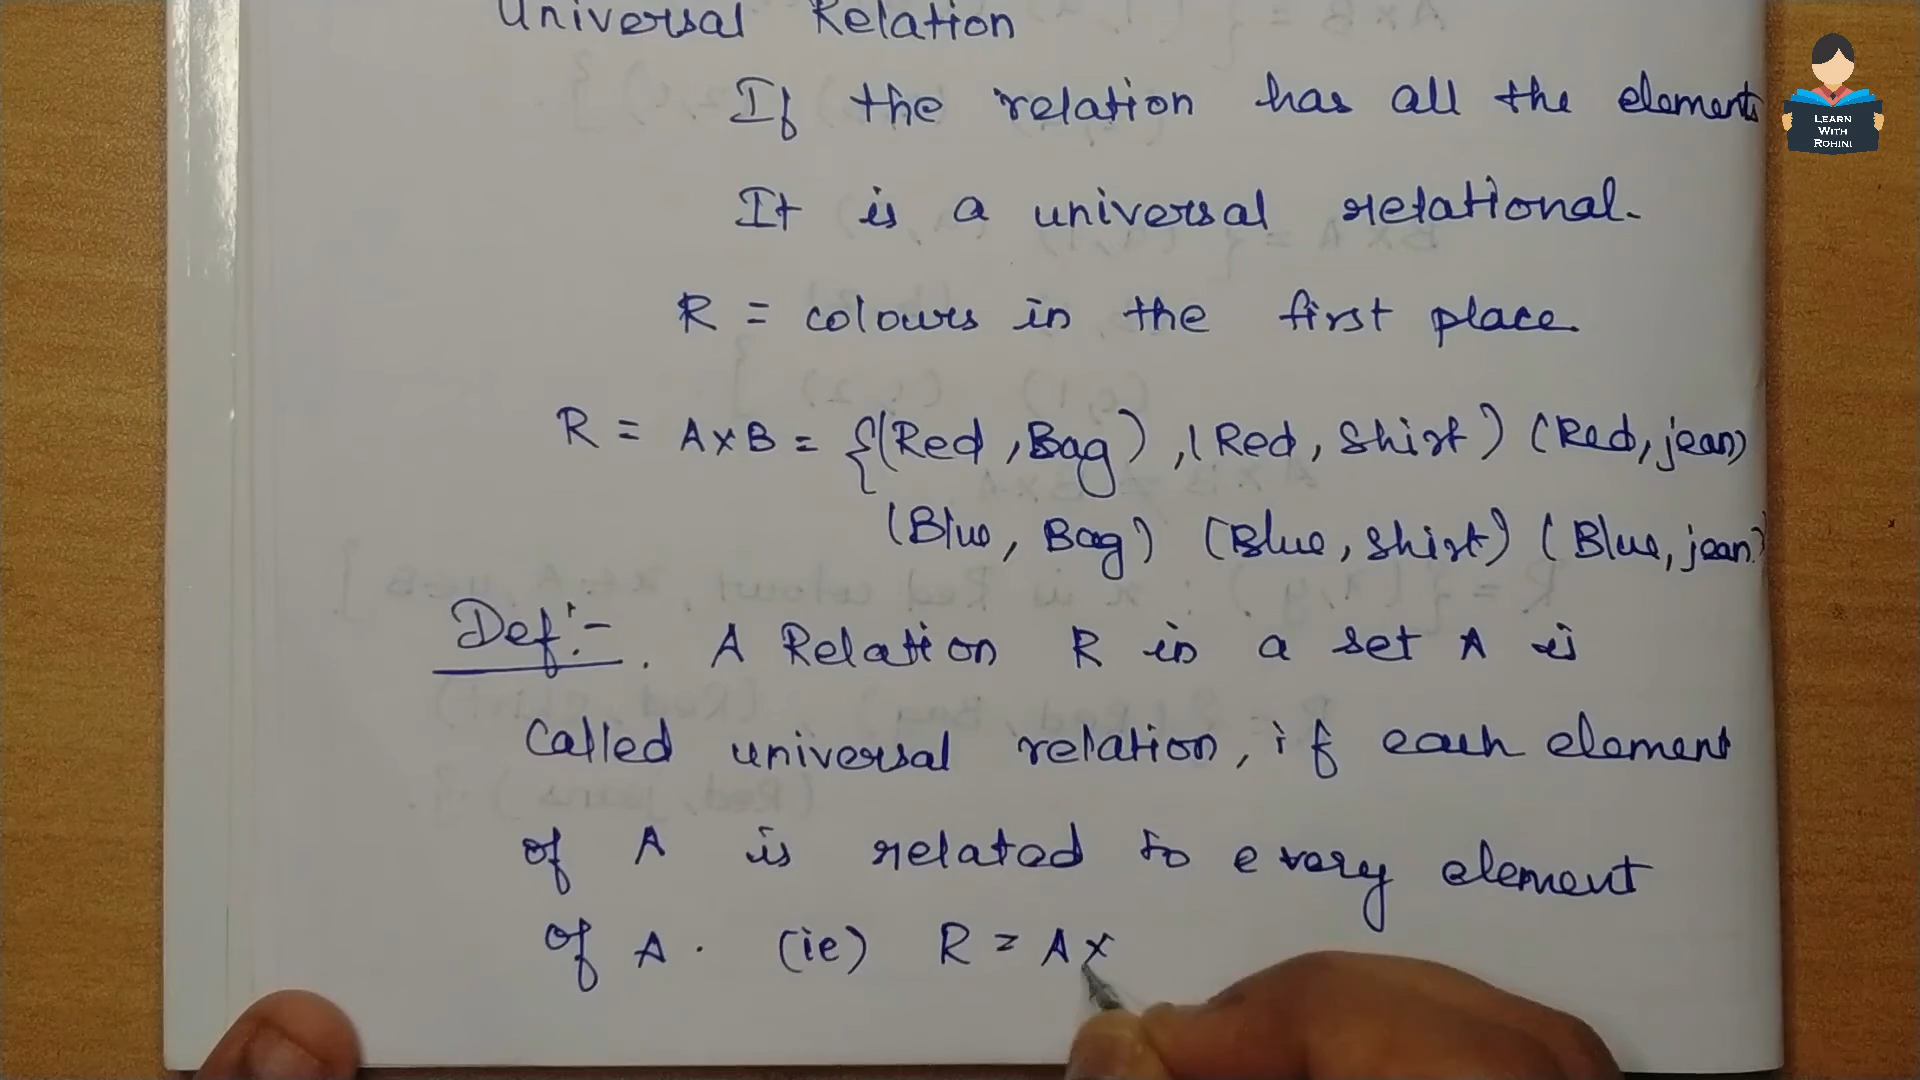 Universal Relation
If the relation has all the elements
It is a universal relational.
R = colours in the first place.
R = A×B = {(Red, Bag), (Red, Shirt) (Red, jean)
(Blue, Bag) (Blue, Shirt) (Blue, jean)
Def:- . A Relation R in a set A is
called universal relation, if each element
of A is related to every element
of A. (ie) R = A×
LEARN
WITH
ROHINI